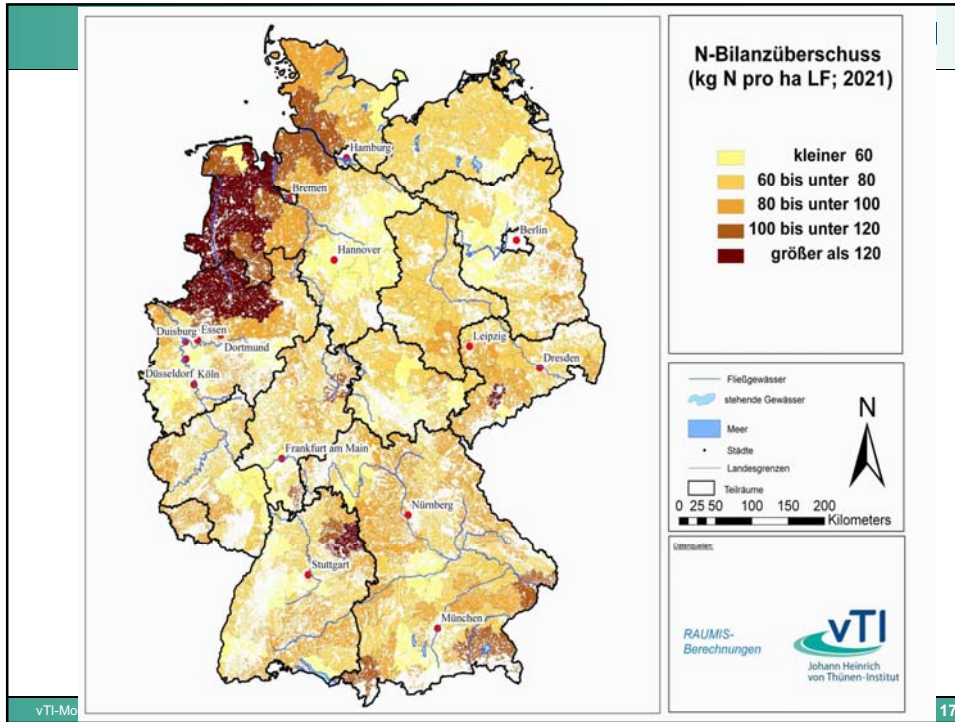 N-Bilanzüberschuss
(kg N pro ha LF; 2021)
kleiner 60
60 bis unter 80
80 bis unter 100
100 bis unter 120
größer als 120
Hamburg
Bremen
Berlin
Hannover
Duisburg
Essen
Dortmund
Düsseldorf
Köln
Leipzig
Dresden
Frankfurt am Main
Nürnberg
Stuttgart
München
Fließgewässer
stehende Gewässer
Meer
Städte
Landesgrenzen
Teilräume
N
0 25 50 100 150 200
Kilometers
Datenquellen:
RAUMIS-
Berechnungen
vTI
Johann Heinrich
von Thünen-Institut
vTI-Mo
17